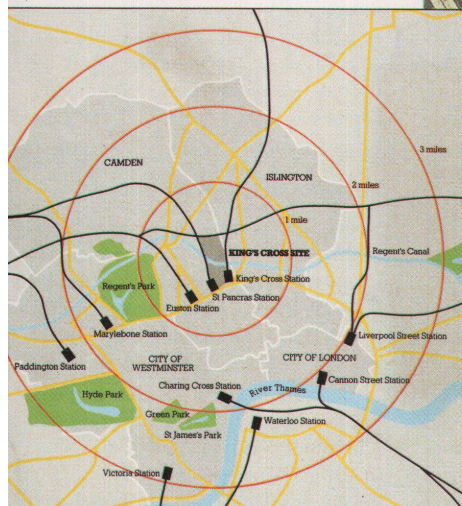 3 miles
CAMDEN
ISLINGTON
2 miles
1 mile
KING'S CROSS SITE
Regent's Canal
King's Cross Station
Regent's Park
St Pancras Station
Euston Station
Marylebone Station
Liverpool Street Station
Paddington Station
CITY OF
WESTMINSTER
CITY OF LONDON
Cannon Street Station
Charing Cross Station
River Thames
Hyde Park
Green Park
Waterloo Station
St James's Park
Victoria Station